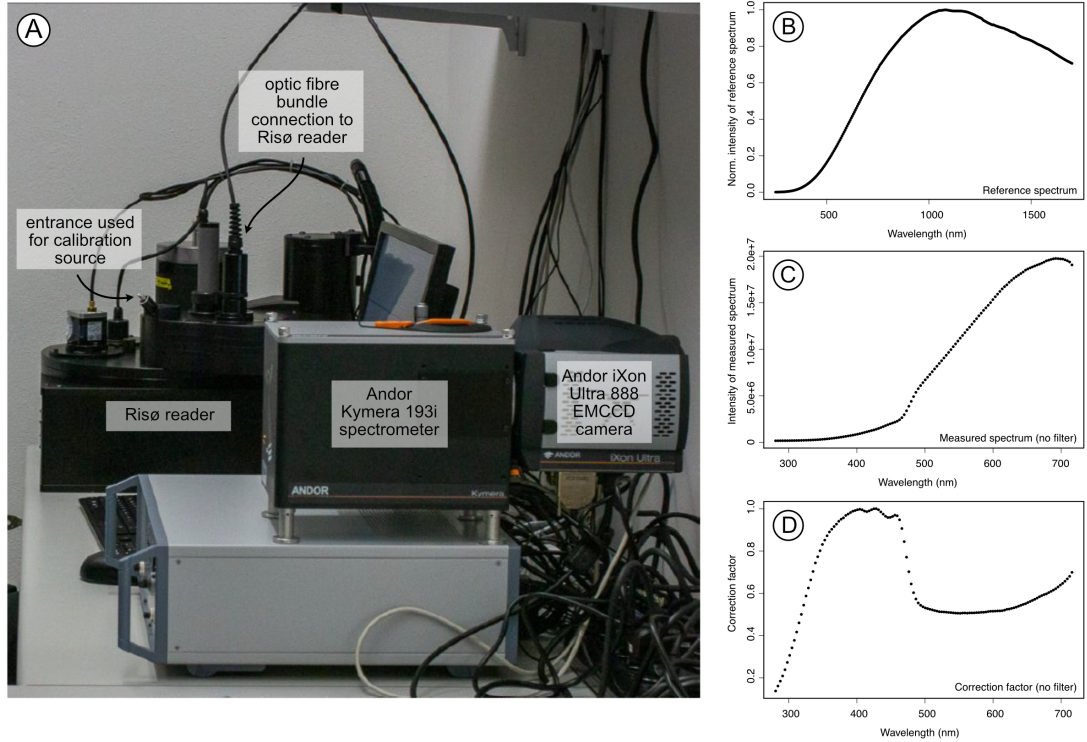 A
optic fibre
bundle
connection to
Risø reader
entrance used
for calibration
source
Risø reader
Andor
Kymera 193i
spectrometer
Andor iXon
Ultra 888
EMCCD
camera
ANDOR
iXon Ultra
ANDOR
Kymera
B
Norm. intensity of reference spectrum
1.0
0.8
0.6
0.4
0.2
0.0
Reference spectrum
500 1000 1500
Wavelength (nm)
C
Intensity of measured spectrum
2.0e+7
1.5e+7
1.0e+7
5.0e+6
0
Measured spectrum (no filter)
300 400 500 600 700
Wavelength (nm)
D
Correction factor
1.0
0.8
0.6
0.4
0.2
Correction factor (no filter)
300 400 500 600 700
Wavelength (nm)